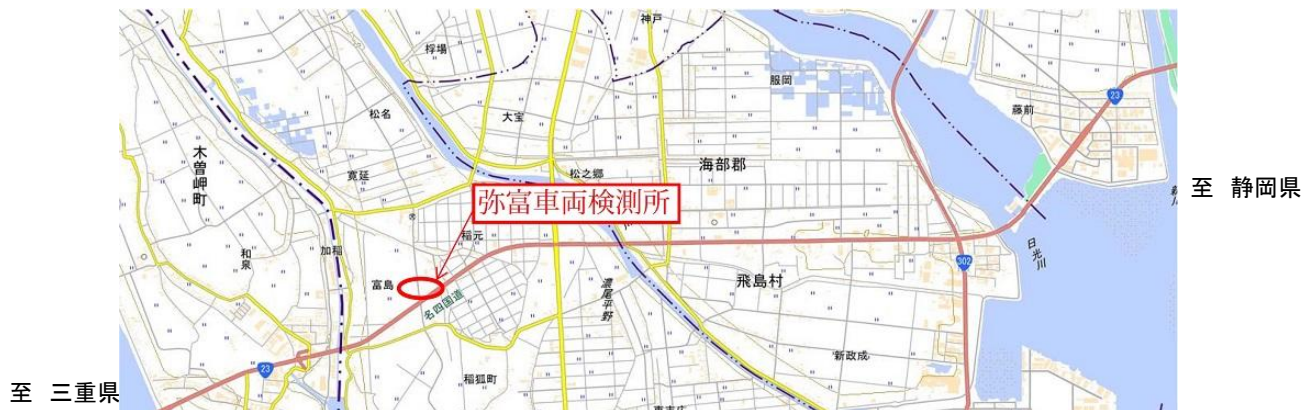 神戸
桴場
服岡
23
藤前
松名
大宝
木曽岬町
海部郡
松之郷
寛延
至 静岡県
弥富車両検測所
稲元
日光川
加稲
和泉
302
富島
飛島村
名四国道
濃尾平野
新政成
23
稲狐町
至 三重県